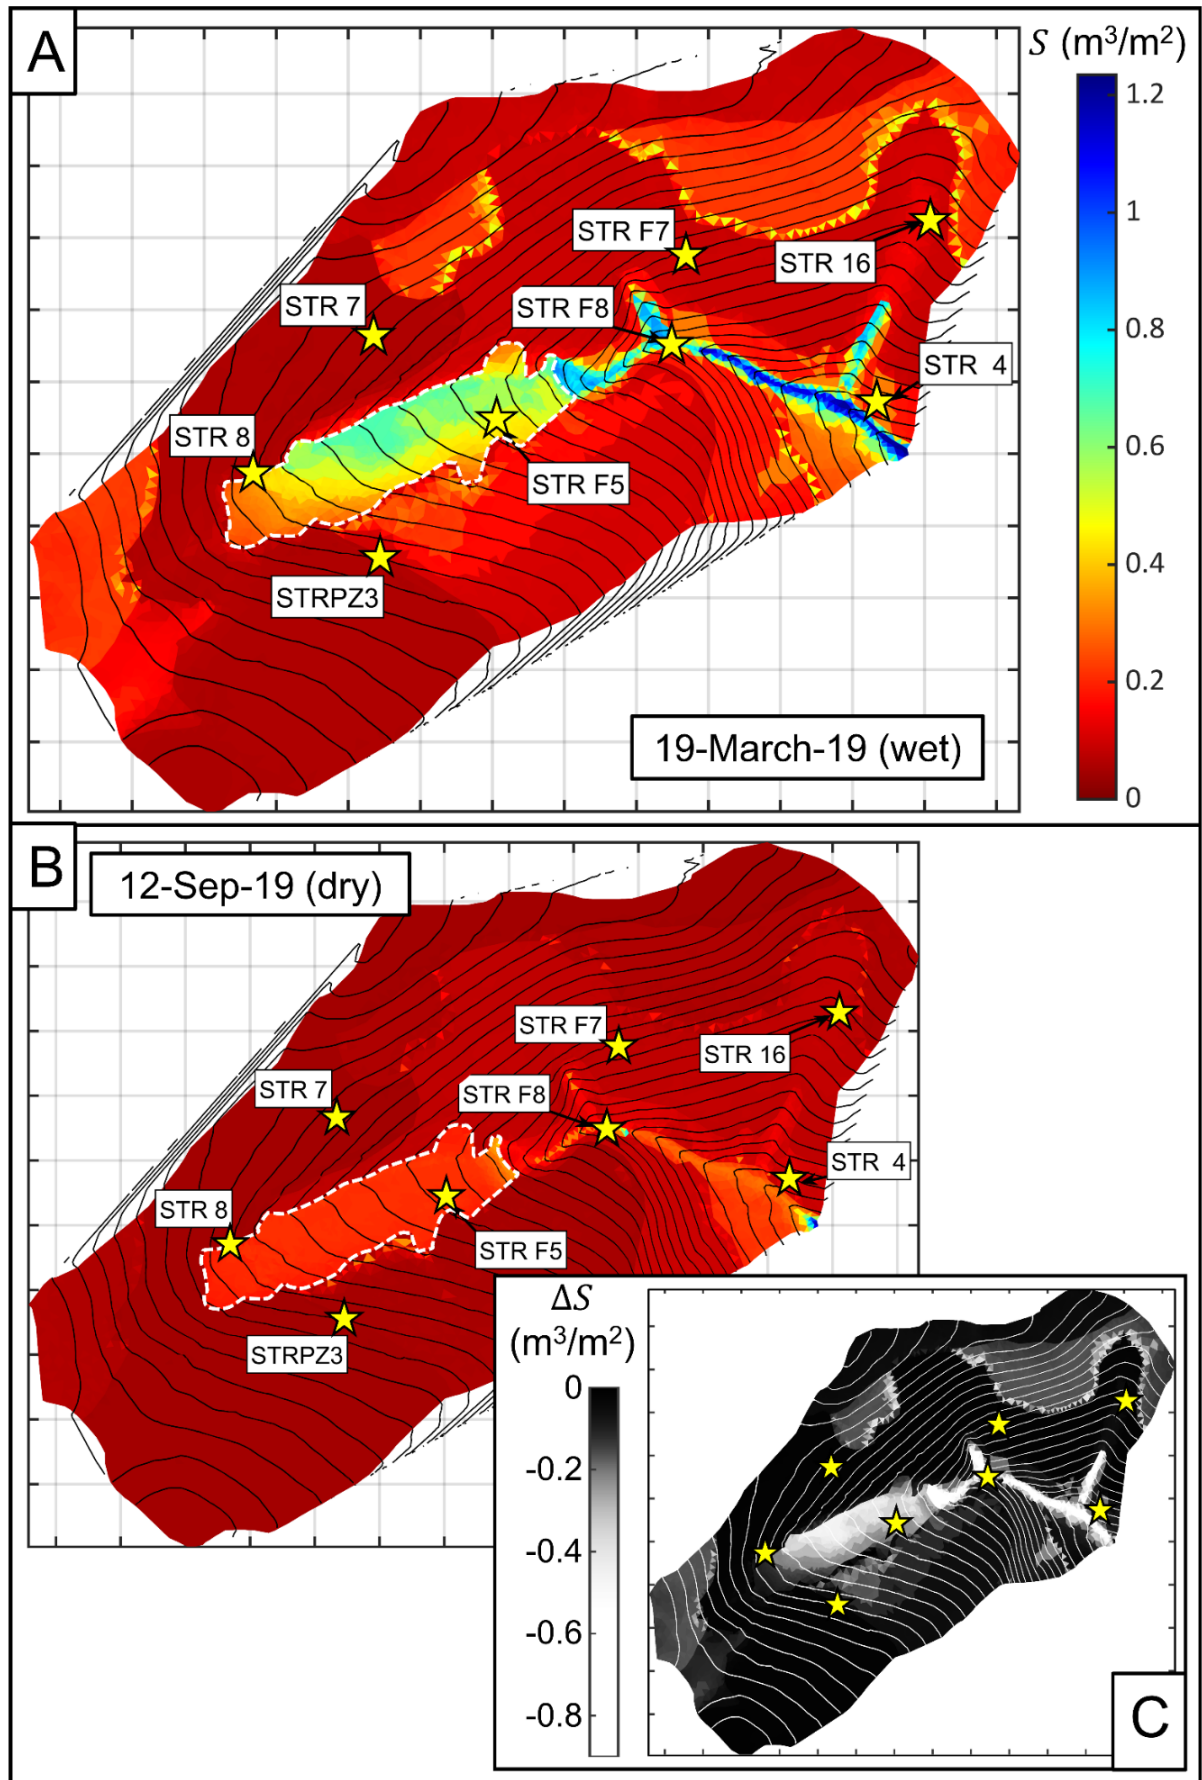 A
S (m³/m²)
1.2
1
0.8
0.6
0.4
0.2
0
STR F7
STR 16
STR 7
STR F8
STR 4
STR 8
STR F5
STRPZ3
19-March-19 (wet)
B
12-Sep-19 (dry)
STR F7
STR 16
STR 7
STR F8
STR 4
STR 8
STR F5
STRPZ3
ΔS
(m³/m²)
0
-0.2
-0.4
-0.6
-0.8
C